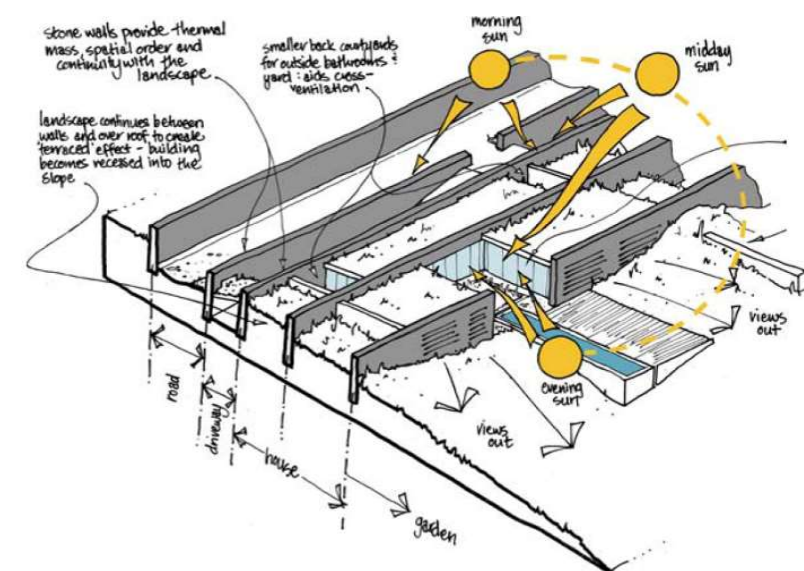 stone walls provide thermal
mass, spatial order and
continuity with the
landscape
landscape continues between
walls and over roof to create
'terraced' effect - building
becomes recessed into the
slope
smaller back courtyards
for outside bathrooms +
yard : aids cross-
ventilation
morning
sun
midday
sun
views
out
evening
sun
views
out
road
driveway
house
garden